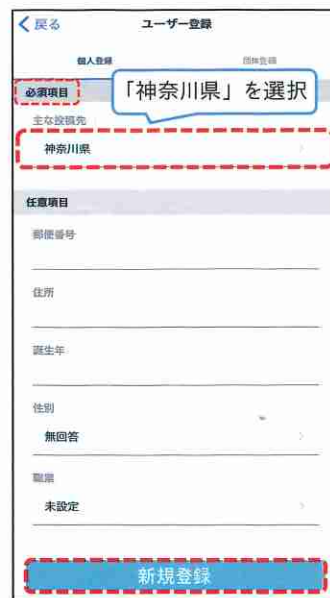 戻る ユーザー登録
個人登録 団体登録
必須項目
「神奈川県」を選択
主な投稿先
神奈川県
任意項目
郵便番号
住所
誕生年
性別
無回答
職業
未設定
新規登録